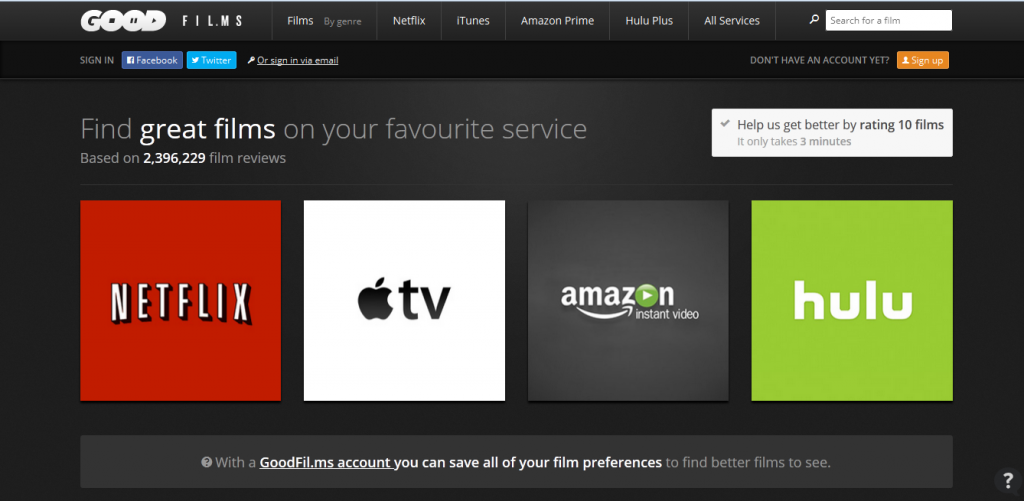 GOOD FIL.MS
Films By genre
Netflix
iTunes
Amazon Prime
Hulu Plus
All Services
Search for a film
SIGN IN
Facebook
Twitter
Or sign in via email
DON'T HAVE AN ACCOUNT YET?
Sign up
Find great films on your favourite service
Based on 2,396,229 film reviews
Help us get better by rating 10 films
It only takes 3 minutes
NETFLIX
tv
amazon
instant video
hulu
? With a GoodFil.ms account you can save all of your film preferences to find better films to see.
?